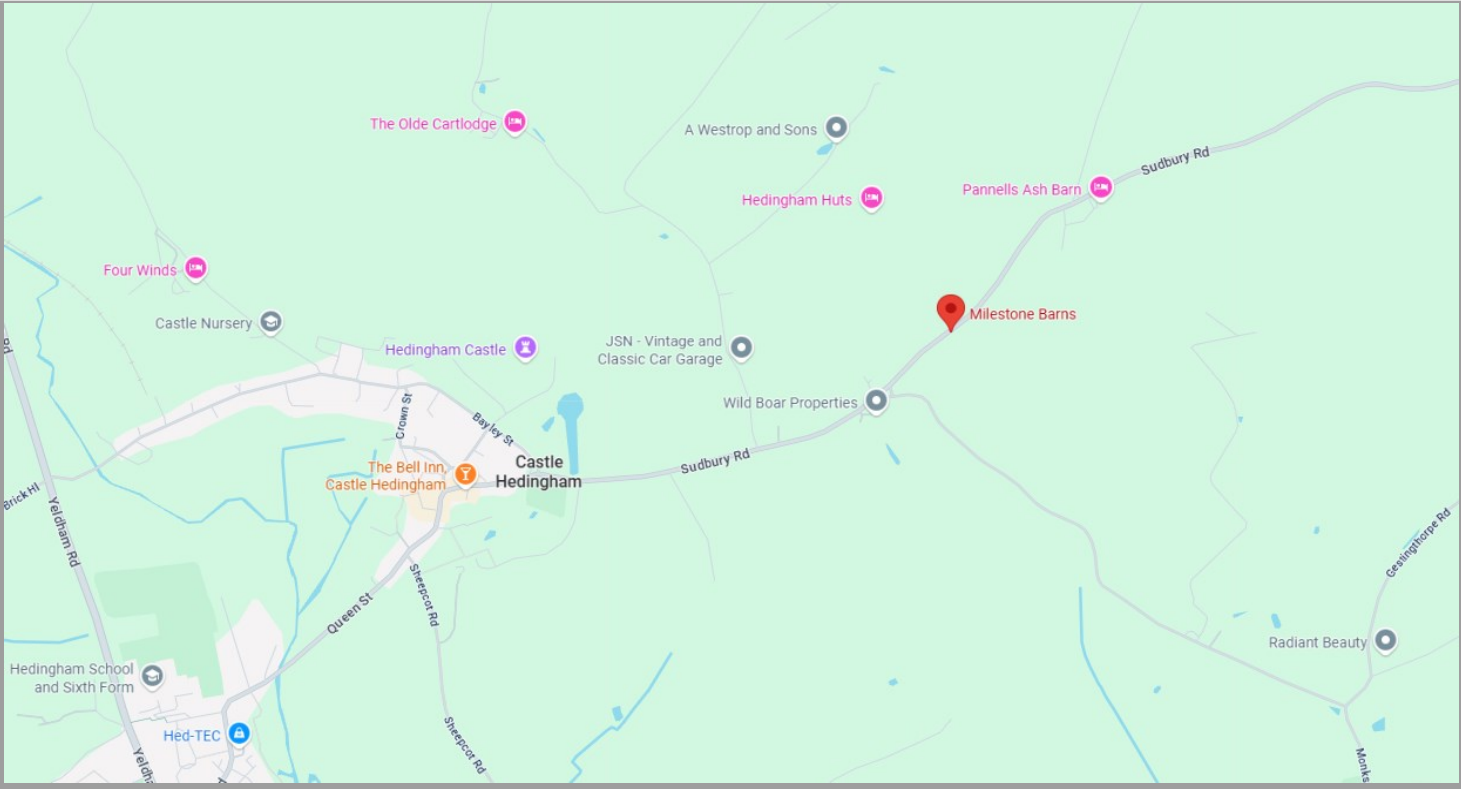 The Olde Cartlodge
A Westrop and Sons
Sudbury Rd
Pannells Ash Barn
Hedingham Huts
Four Winds
Castle Nursery
Milestone Barns
Hedingham Castle
JSN - Vintage and
Classic Car Garage
Rd
Wild Boar Properties
Crown St
Bayley St
The Bell Inn,
Castle Hedingham
Castle
Hedingham
Sudbury Rd
Brick Hl
Yeldham Rd
Gestingthorpe Rd
Sheepcot Rd
Queen St
Radiant Beauty
Hedingham School
and Sixth Form
Hed-TEC
Sheepcot Rd
Yeldha
Monks